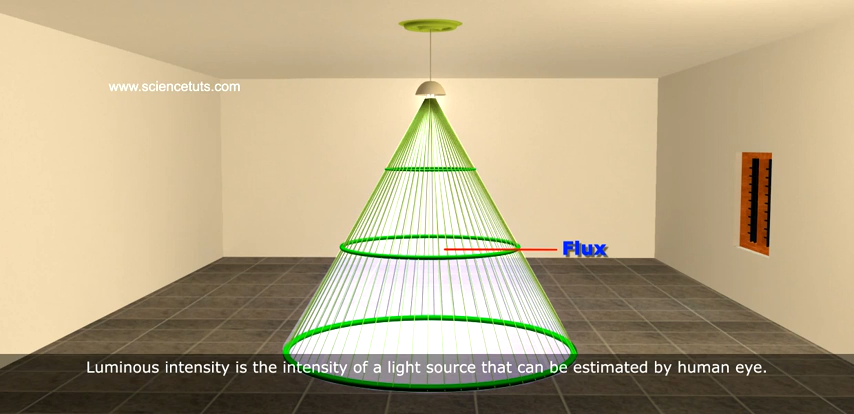 www.sciencetuts.com
Flux
Luminous intensity is the intensity of a light source that can be estimated by human eye.